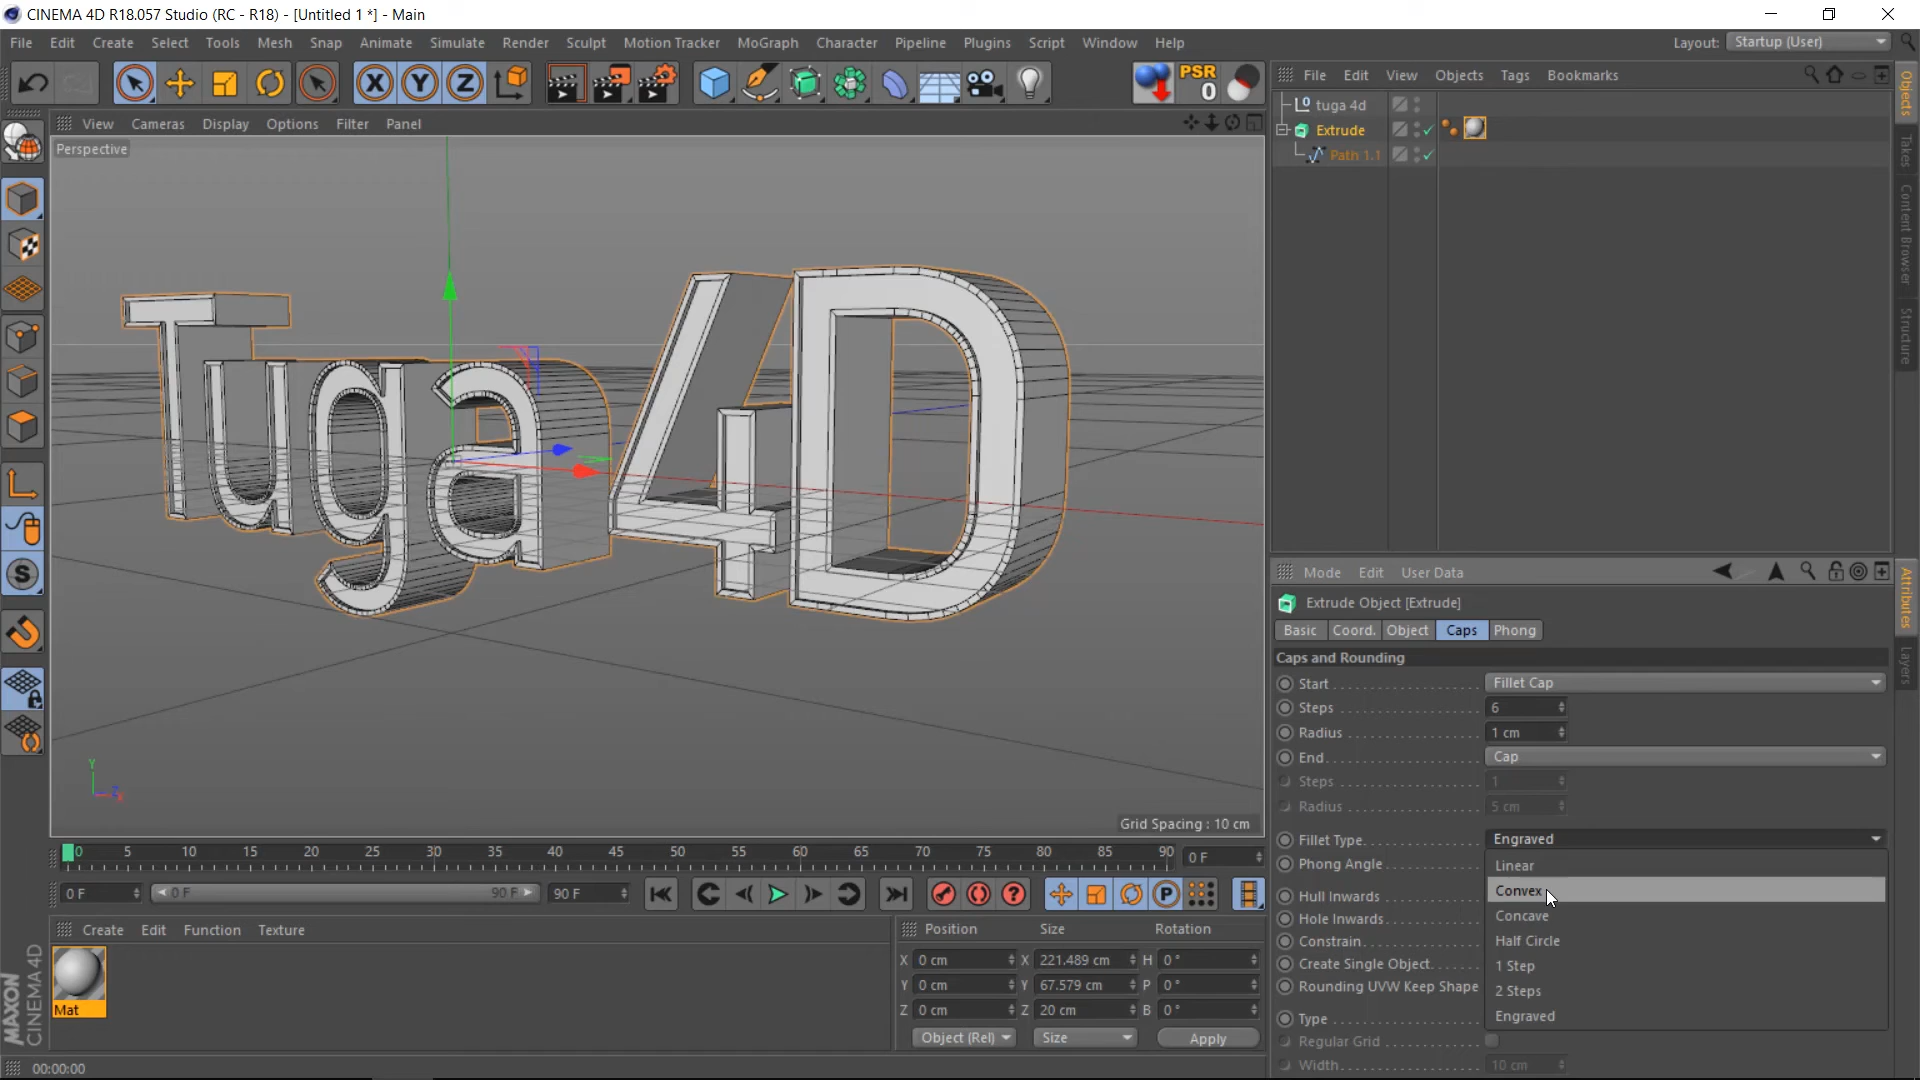 CINEMA 4D R18.057 Studio (RC - R18) - [Untitled 1 *] - Main
File Edit Create Select Tools Mesh Snap Animate Simulate Render Sculpt Motion Tracker MoGraph Character Pipeline Plugins Script Window Help
Layout: Startup (User)
X Y Z PSR 0
File Edit View Objects Tags Bookmarks
View Cameras Display Options Filter Panel
Perspective
tuga 4d
Extrude
Path 1.1
Objects
Takes
Content Browser
Structure
Tuga 4D
Y
Z
X
Grid Spacing : 10 cm
Mode Edit User Data
Extrude Object [Extrude]
Basic Coord. Object Caps Phong
Caps and Rounding
Start Fillet Cap
Steps 6
Radius 1 cm
End Cap
Steps 1
Radius 5 cm
Fillet Type Engraved
Phong Angle
Hull Inwards
Hole Inwards
Constrain
Create Single Object
Rounding UVW Keep Shape
Type
Regular Grid
Width 10 cm
Linear
Convex
Concave
Half Circle
1 Step
2 Steps
Engraved
Attributes
Layers
0 5 10 15 20 25 30 35 40 45 50 55 60 65 70 75 80 85 90 0 F
0 F 0 F 90 F 90 F
Create Edit Function Texture
Mat
MAXON
CINEMA 4D
Position Size Rotation
X 0 cm X 221.489 cm H 0 °
Y 0 cm Y 67.579 cm P 0 °
Z 0 cm Z 20 cm B 0 °
Object (Rel) Size Apply
00:00:00